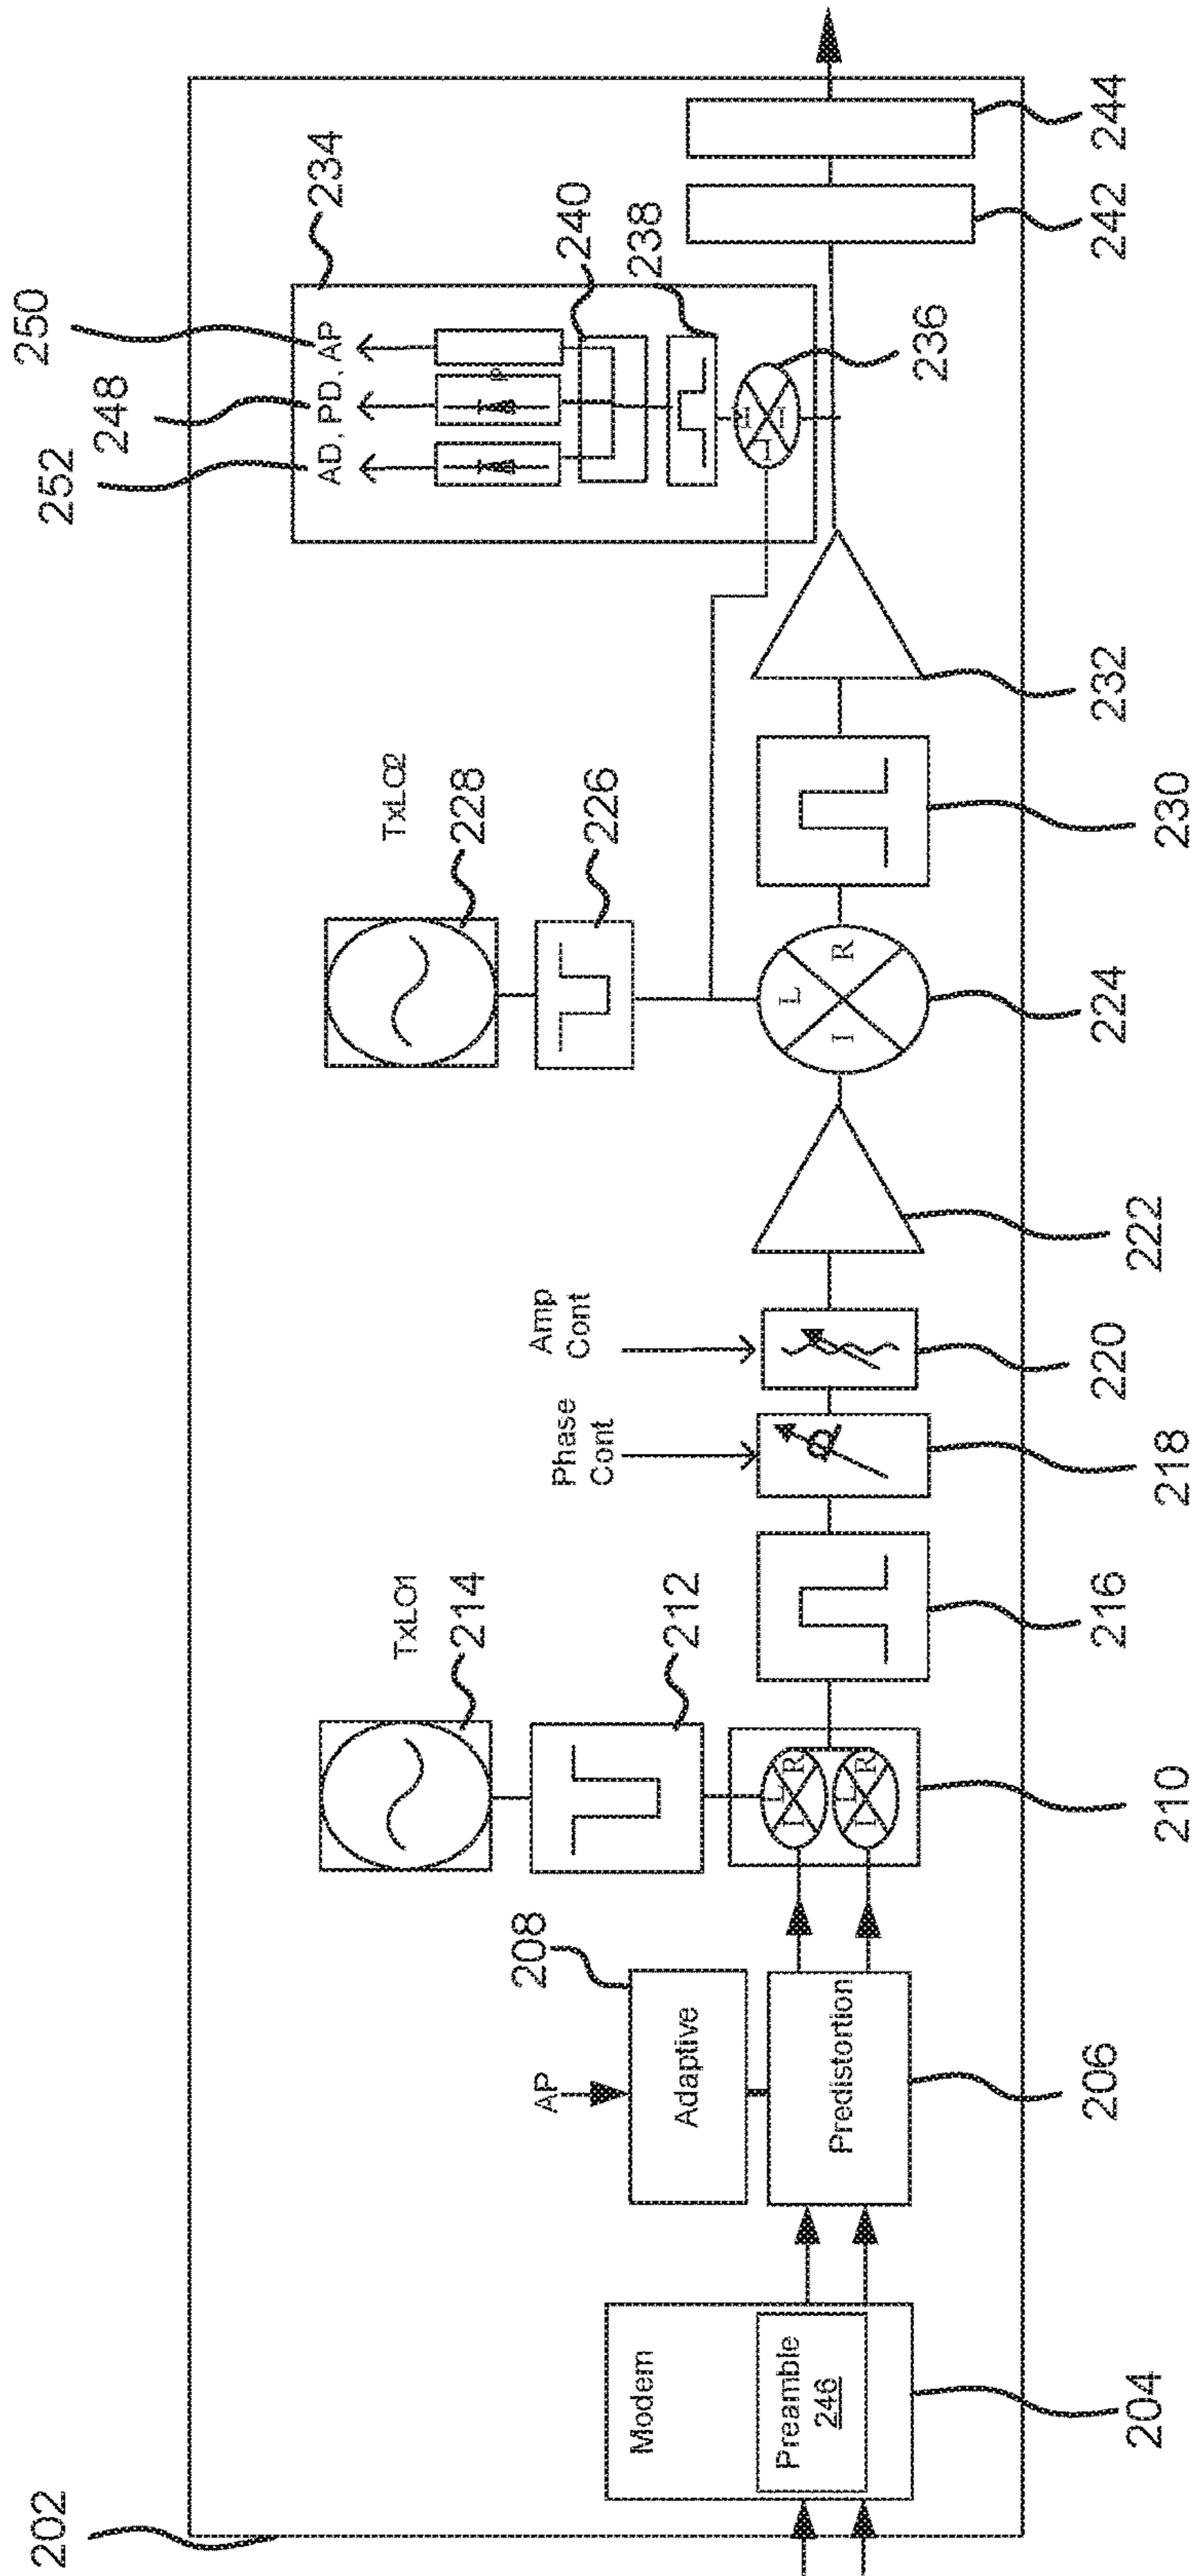 202
Modem
Preamble
246
204
AP
Adaptive
208
Predistortion
206
TxLO1
214
212
L
I
R
L
I
R
210
216
Phase
Cont
218
Amp
Cont
220
222
TxLO2
228
226
L
I
R
224
230
232
234
AD, PD, AP
252
248
250
P
240
238
L
I
236
242
244